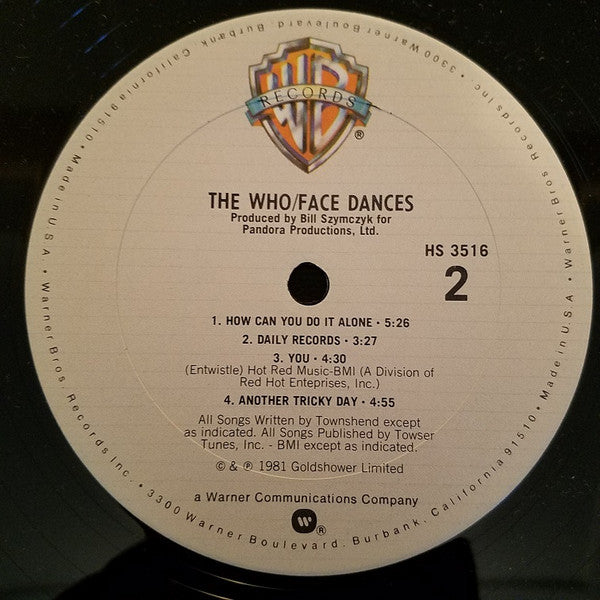 WB
RECORDS
®
THE WHO/FACE DANCES
Produced by Bill Szymczyk for
Pandora Productions, Ltd.
HS 3516
2
1. HOW CAN YOU DO IT ALONE • 5:26
2. DAILY RECORDS • 3:27
3. YOU • 4:30
(Entwistle) Hot Red Music-BMI (A Division of
Red Hot Enteprises, Inc.)
4. ANOTHER TRICKY DAY • 4:55
All Songs Written by Townshend except
as indicated. All Songs Published by Towser
Tunes, Inc. - BMI except as indicated.
© & ℗ 1981 Goldshower Limited
a Warner Communications Company
®
Warner Bros. Records Inc. • 3300 Warner Boulevard, Burbank, California 91510 • Made in U.S.A. •
Warner Bros. Records Inc. • 3300 Warner Boulevard, Burbank, California 91510 • Made in U.S.A. •